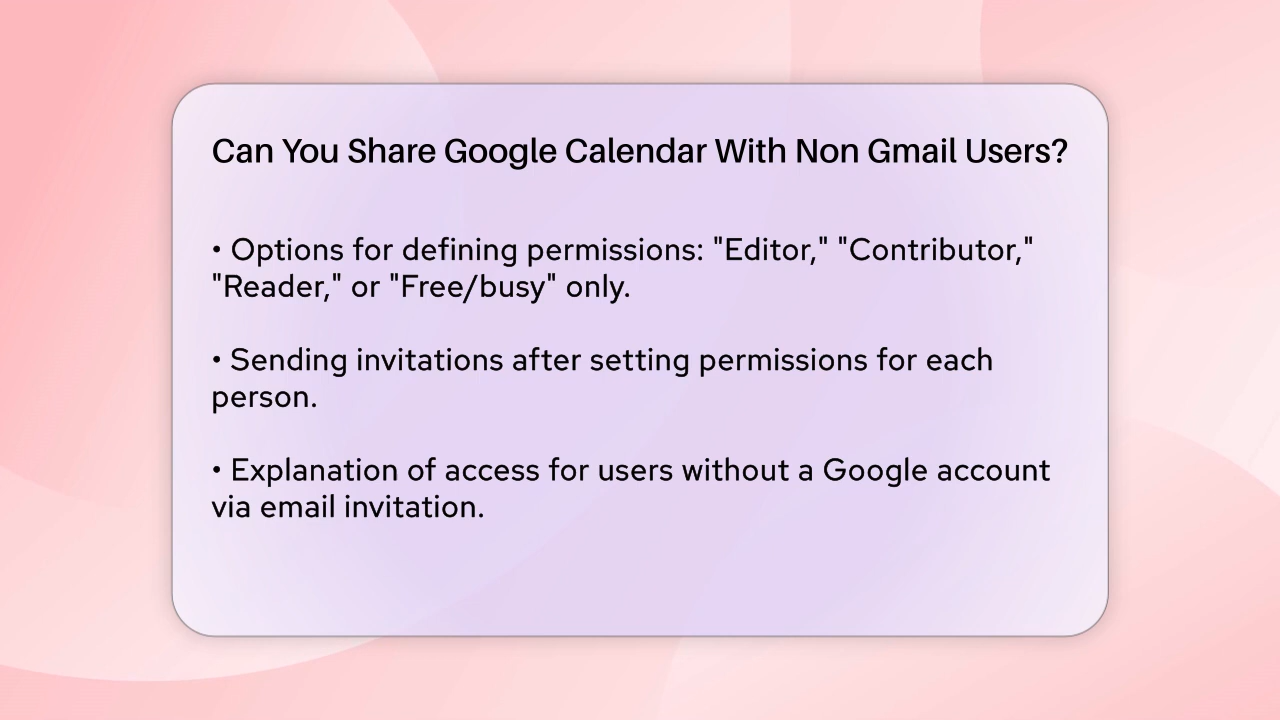 Can You Share Google Calendar With Non Gmail Users?
• Options for defining permissions: "Editor," "Contributor,"
"Reader," or "Free/busy" only.
• Sending invitations after setting permissions for each
person.
• Explanation of access for users without a Google account
via email invitation.